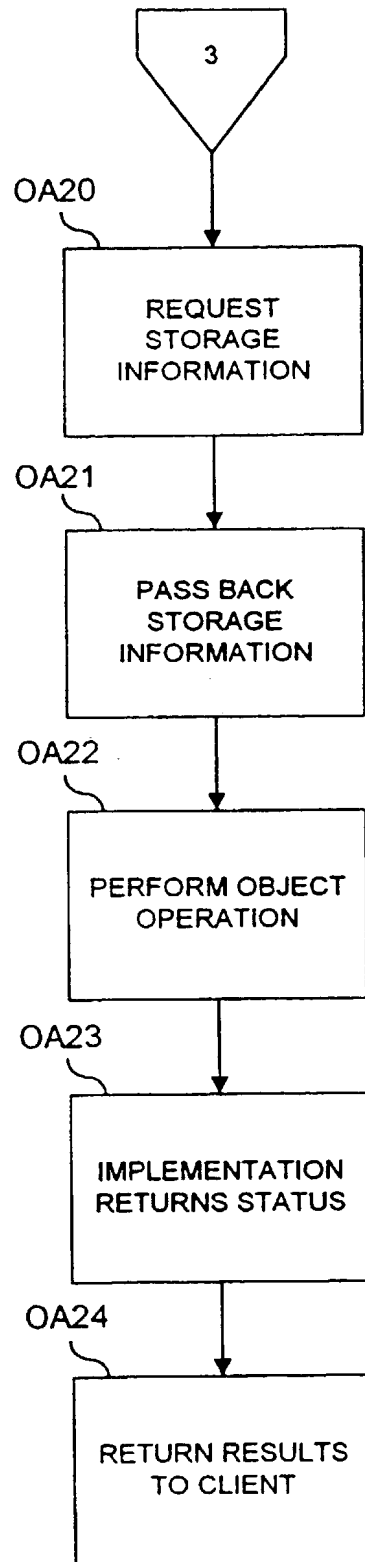 3
OA20
REQUEST
STORAGE
INFORMATION
OA21
PASS BACK
STORAGE
INFORMATION
OA22
PERFORM OBJECT
OPERATION
OA23
IMPLEMENTATION
RETURNS STATUS
OA24
RETURN RESULTS
TO CLIENT